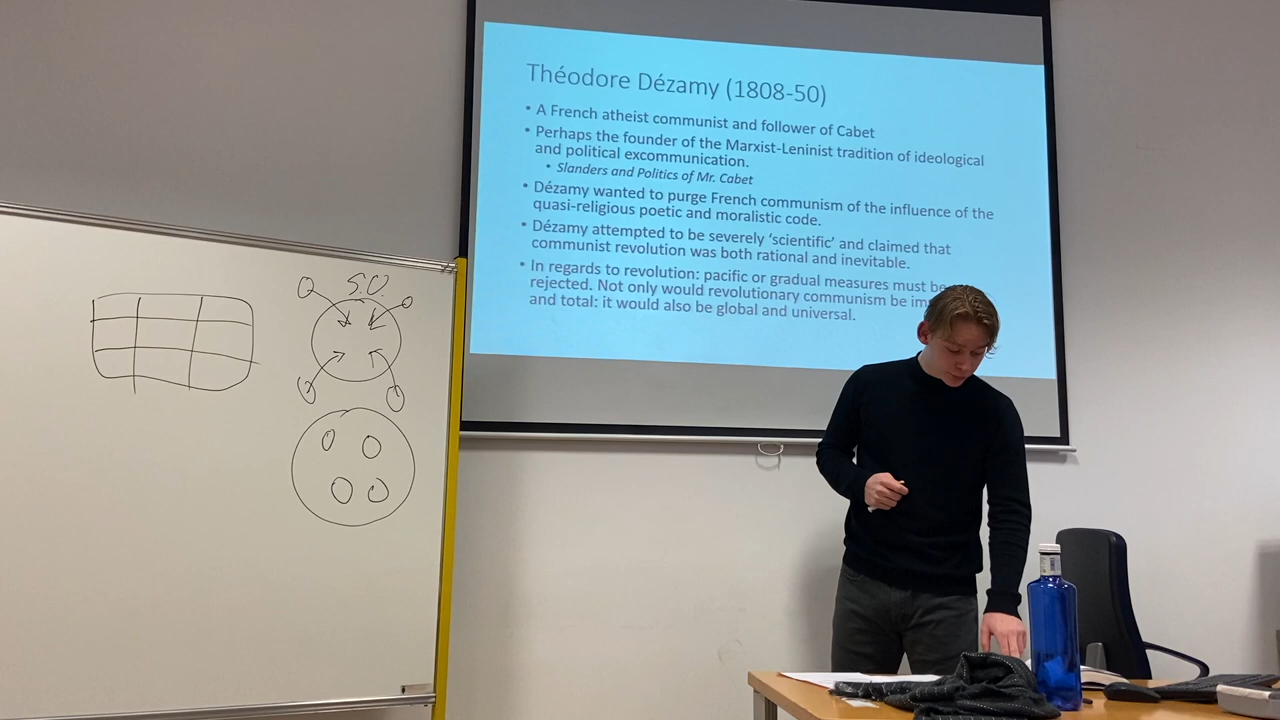 Théodore Dézamy (1808-50)
• A French atheist communist and follower of Cabet
• Perhaps the founder of the Marxist-Leninist tradition of ideological
and political excommunication.
• Slanders and Politics of Mr. Cabet
• Dézamy wanted to purge French communism of the influence of the
quasi-religious poetic and moralistic code.
• Dézamy attempted to be severely ‘scientific’ and claimed that
communist revolution was both rational and inevitable.
• In regards to revolution: pacific or gradual measures must be
rejected. Not only would revolutionary communism be
and total: it would also be global and universal.